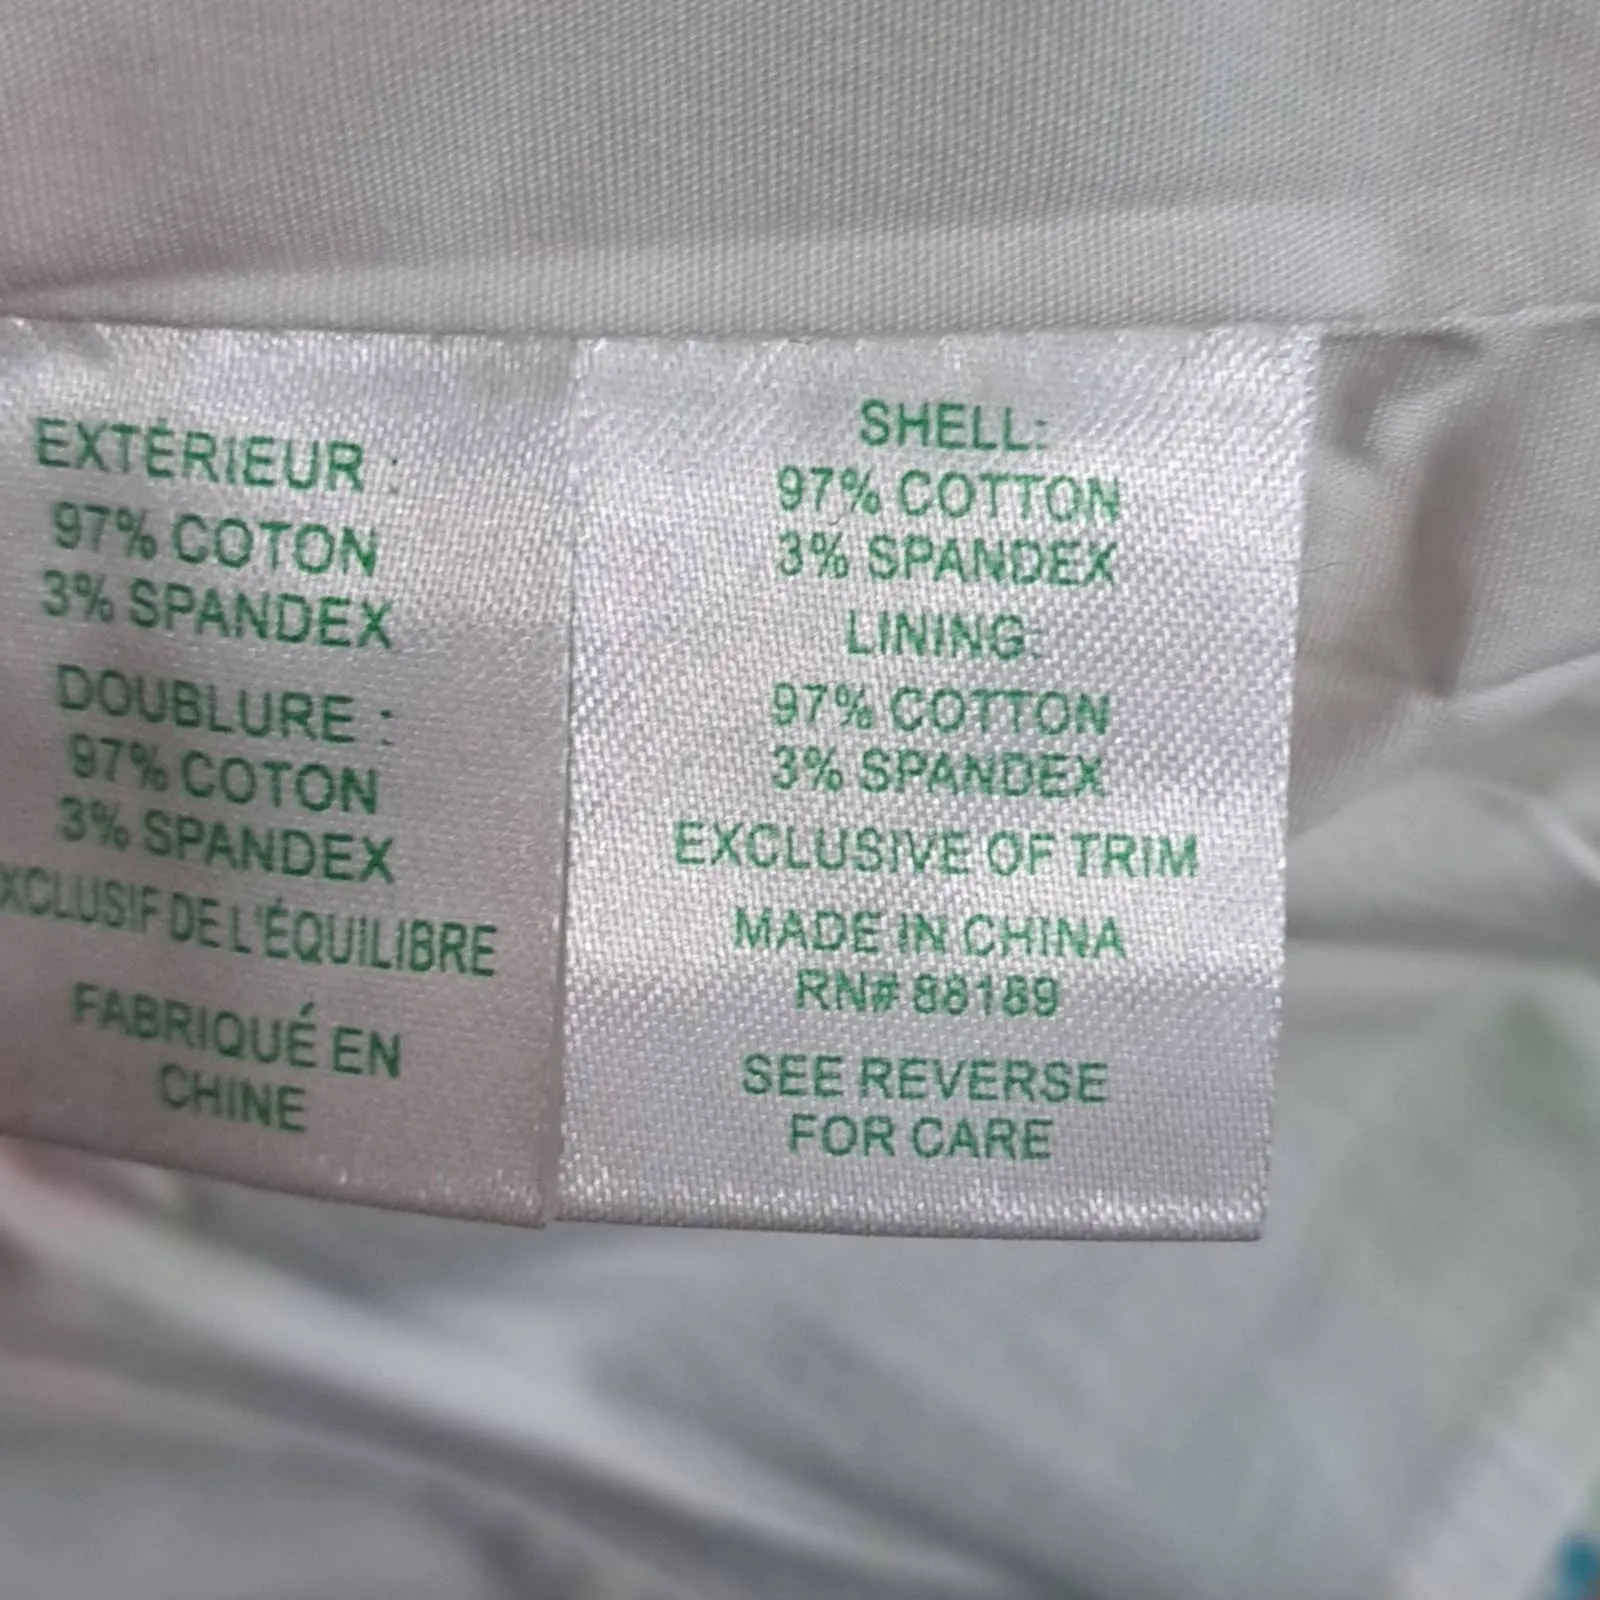 EXTÉRIEUR :
97% COTON
3% SPANDEX
DOUBLURE :
97% COTON
3% SPANDEX
XCLUSIF DE L'ÉQUILIBRE
FABRIQUÉ EN
CHINE
SHELL:
97% COTTON
3% SPANDEX
LINING:
97% COTTON
3% SPANDEX
EXCLUSIVE OF TRIM
MADE IN CHINA
RN# 88189
SEE REVERSE
FOR CARE